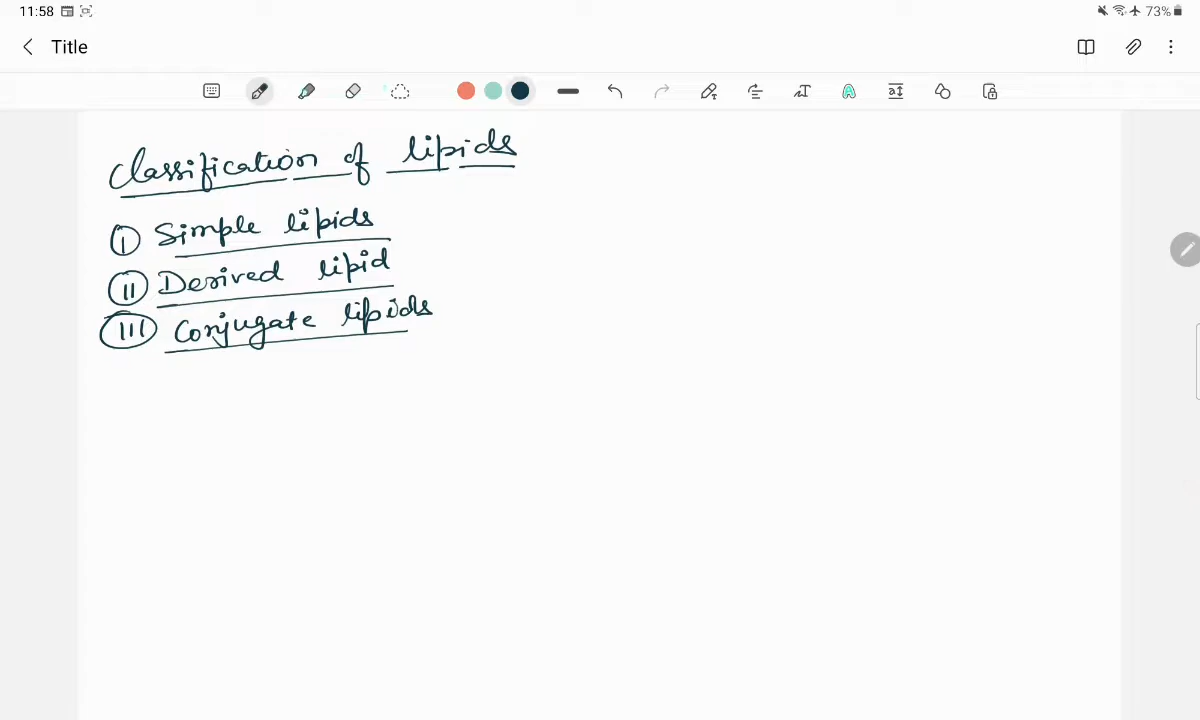 11:58 73%
Title
Classification of lipids
I Simple lipids
II Derived lipid
III Conjugate lipids